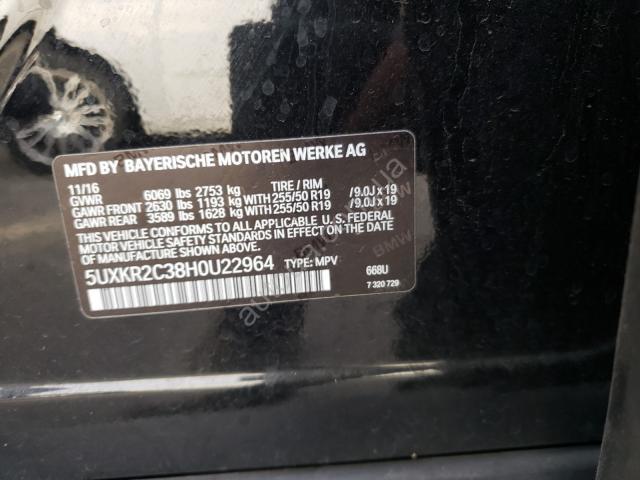 MFD BY BAYERISCHE MOTOREN WERKE AG
11/16 TIRE / RIM
GVWR 6069 lbs 2753 kg
GAWR FRONT 2630 lbs 1193 kg WITH 255/50 R19 /9.0J x 19
GAWR REAR 3589 lbs 1628 kg WITH 255/50 R19 /9.0J x 19
THIS VEHICLE CONFORMS TO ALL APPLICABLE U.S. FEDERAL
MOTOR VEHICLE SAFETY STANDARDS IN EFFECT ON THE DATE OF
MANUFACTURE SHOWN ABOVE.
5UXKR2C38H0U22964 TYPE: MPV
668U
7 320 729